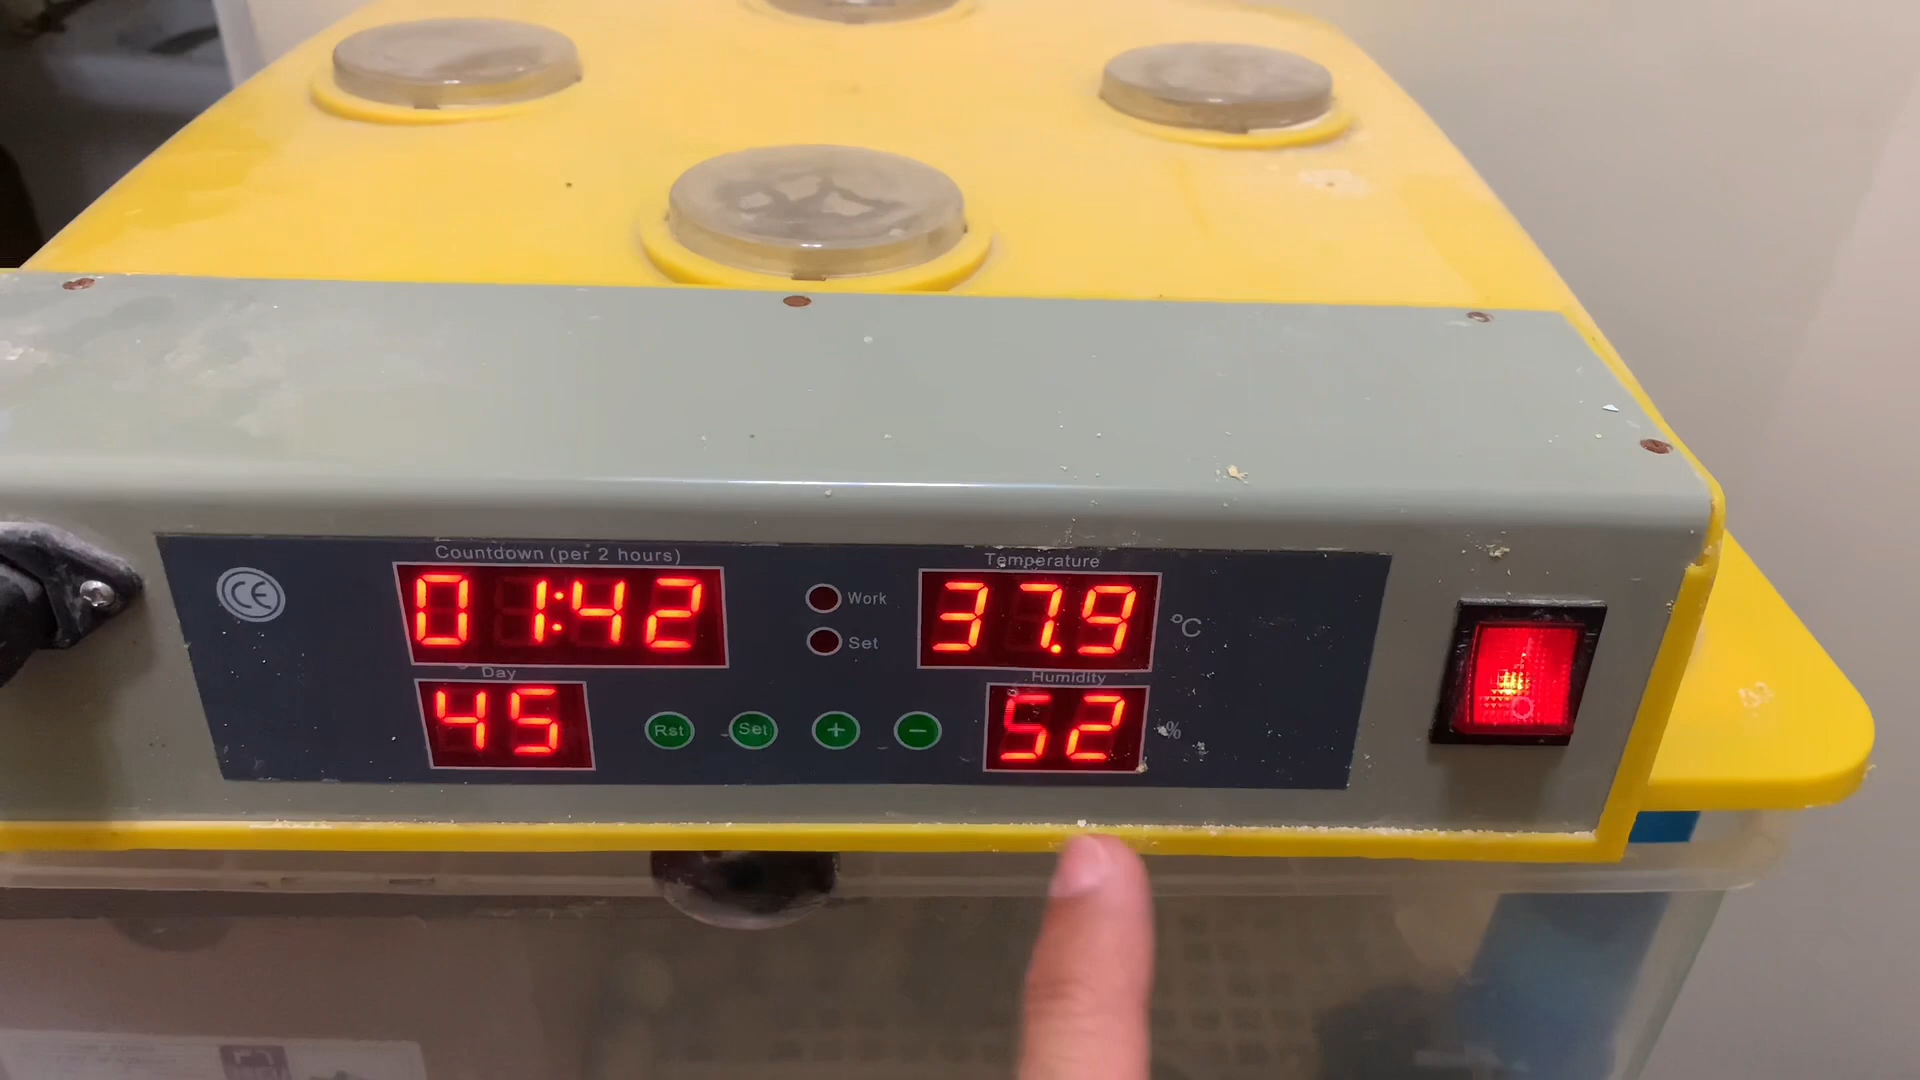 Countdown (per 2 hours)
Temperature
CE
01:42
Work
37.9
°C
Set
Day
Humidity
45
Rst
Set
+
−
52
%